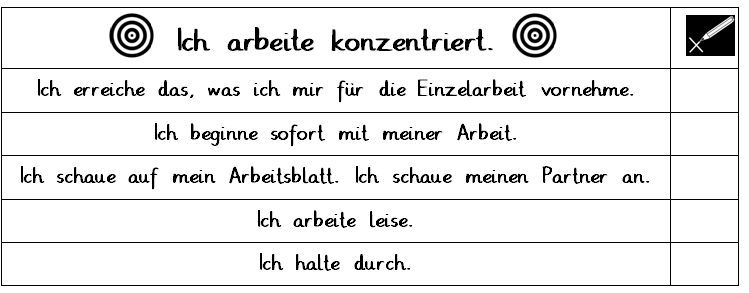 Ich arbeite konzentriert.
Ich erreiche das, was ich mir für die Einzelarbeit vornehme.
Ich beginne sofort mit meiner Arbeit.
Ich schaue auf mein Arbeitsblatt. Ich schaue meinen Partner an.
Ich arbeite leise.
Ich halte durch.